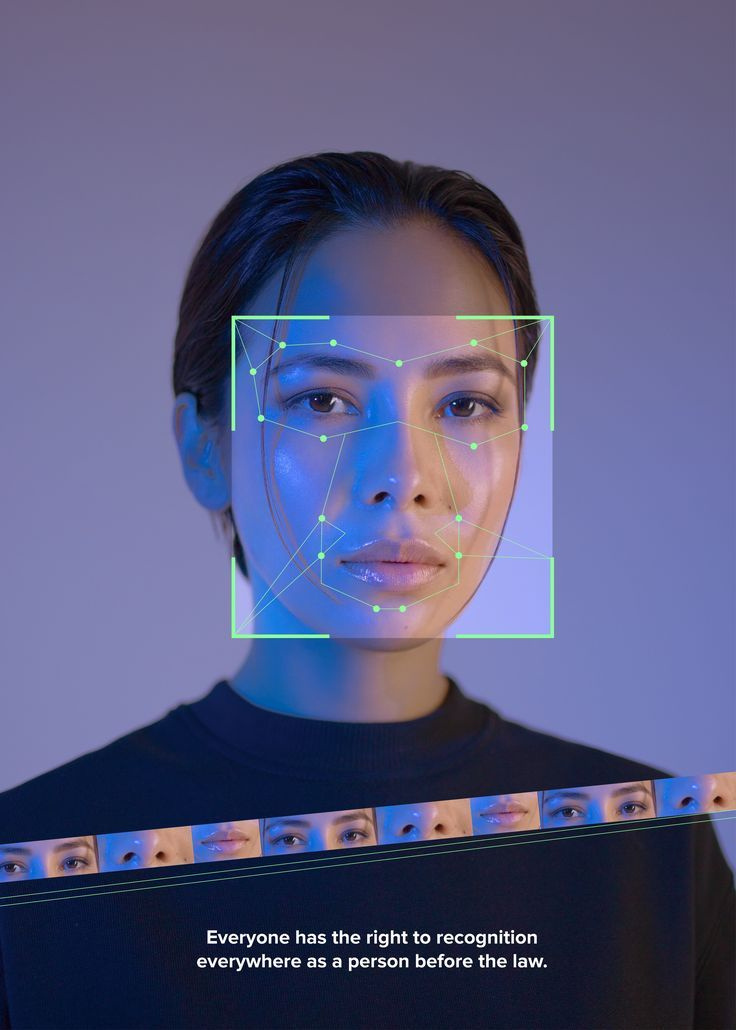 Everyone has the right to recognition
everywhere as a person before the law.